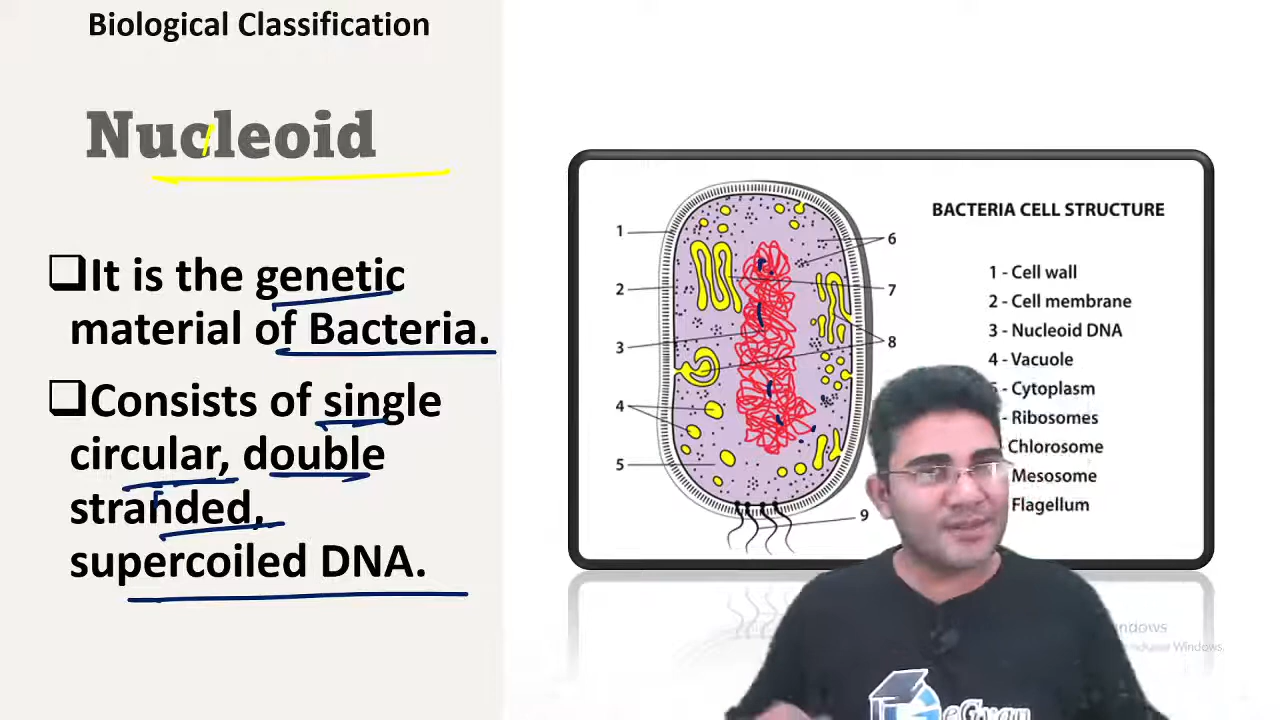 Biological Classification
Nucleoid
It is the genetic
material of Bacteria.
Consists of single
circular, double
stranded,
supercoiled DNA.
BACTERIA CELL STRUCTURE
1 - Cell wall
2 - Cell membrane
3 - Nucleoid DNA
4 - Vacuole
- Cytoplasm
- Ribosomes
Chlorosome
Mesosome
Flagellum
1
2
3
4
5
6
7
8
9
Windows.